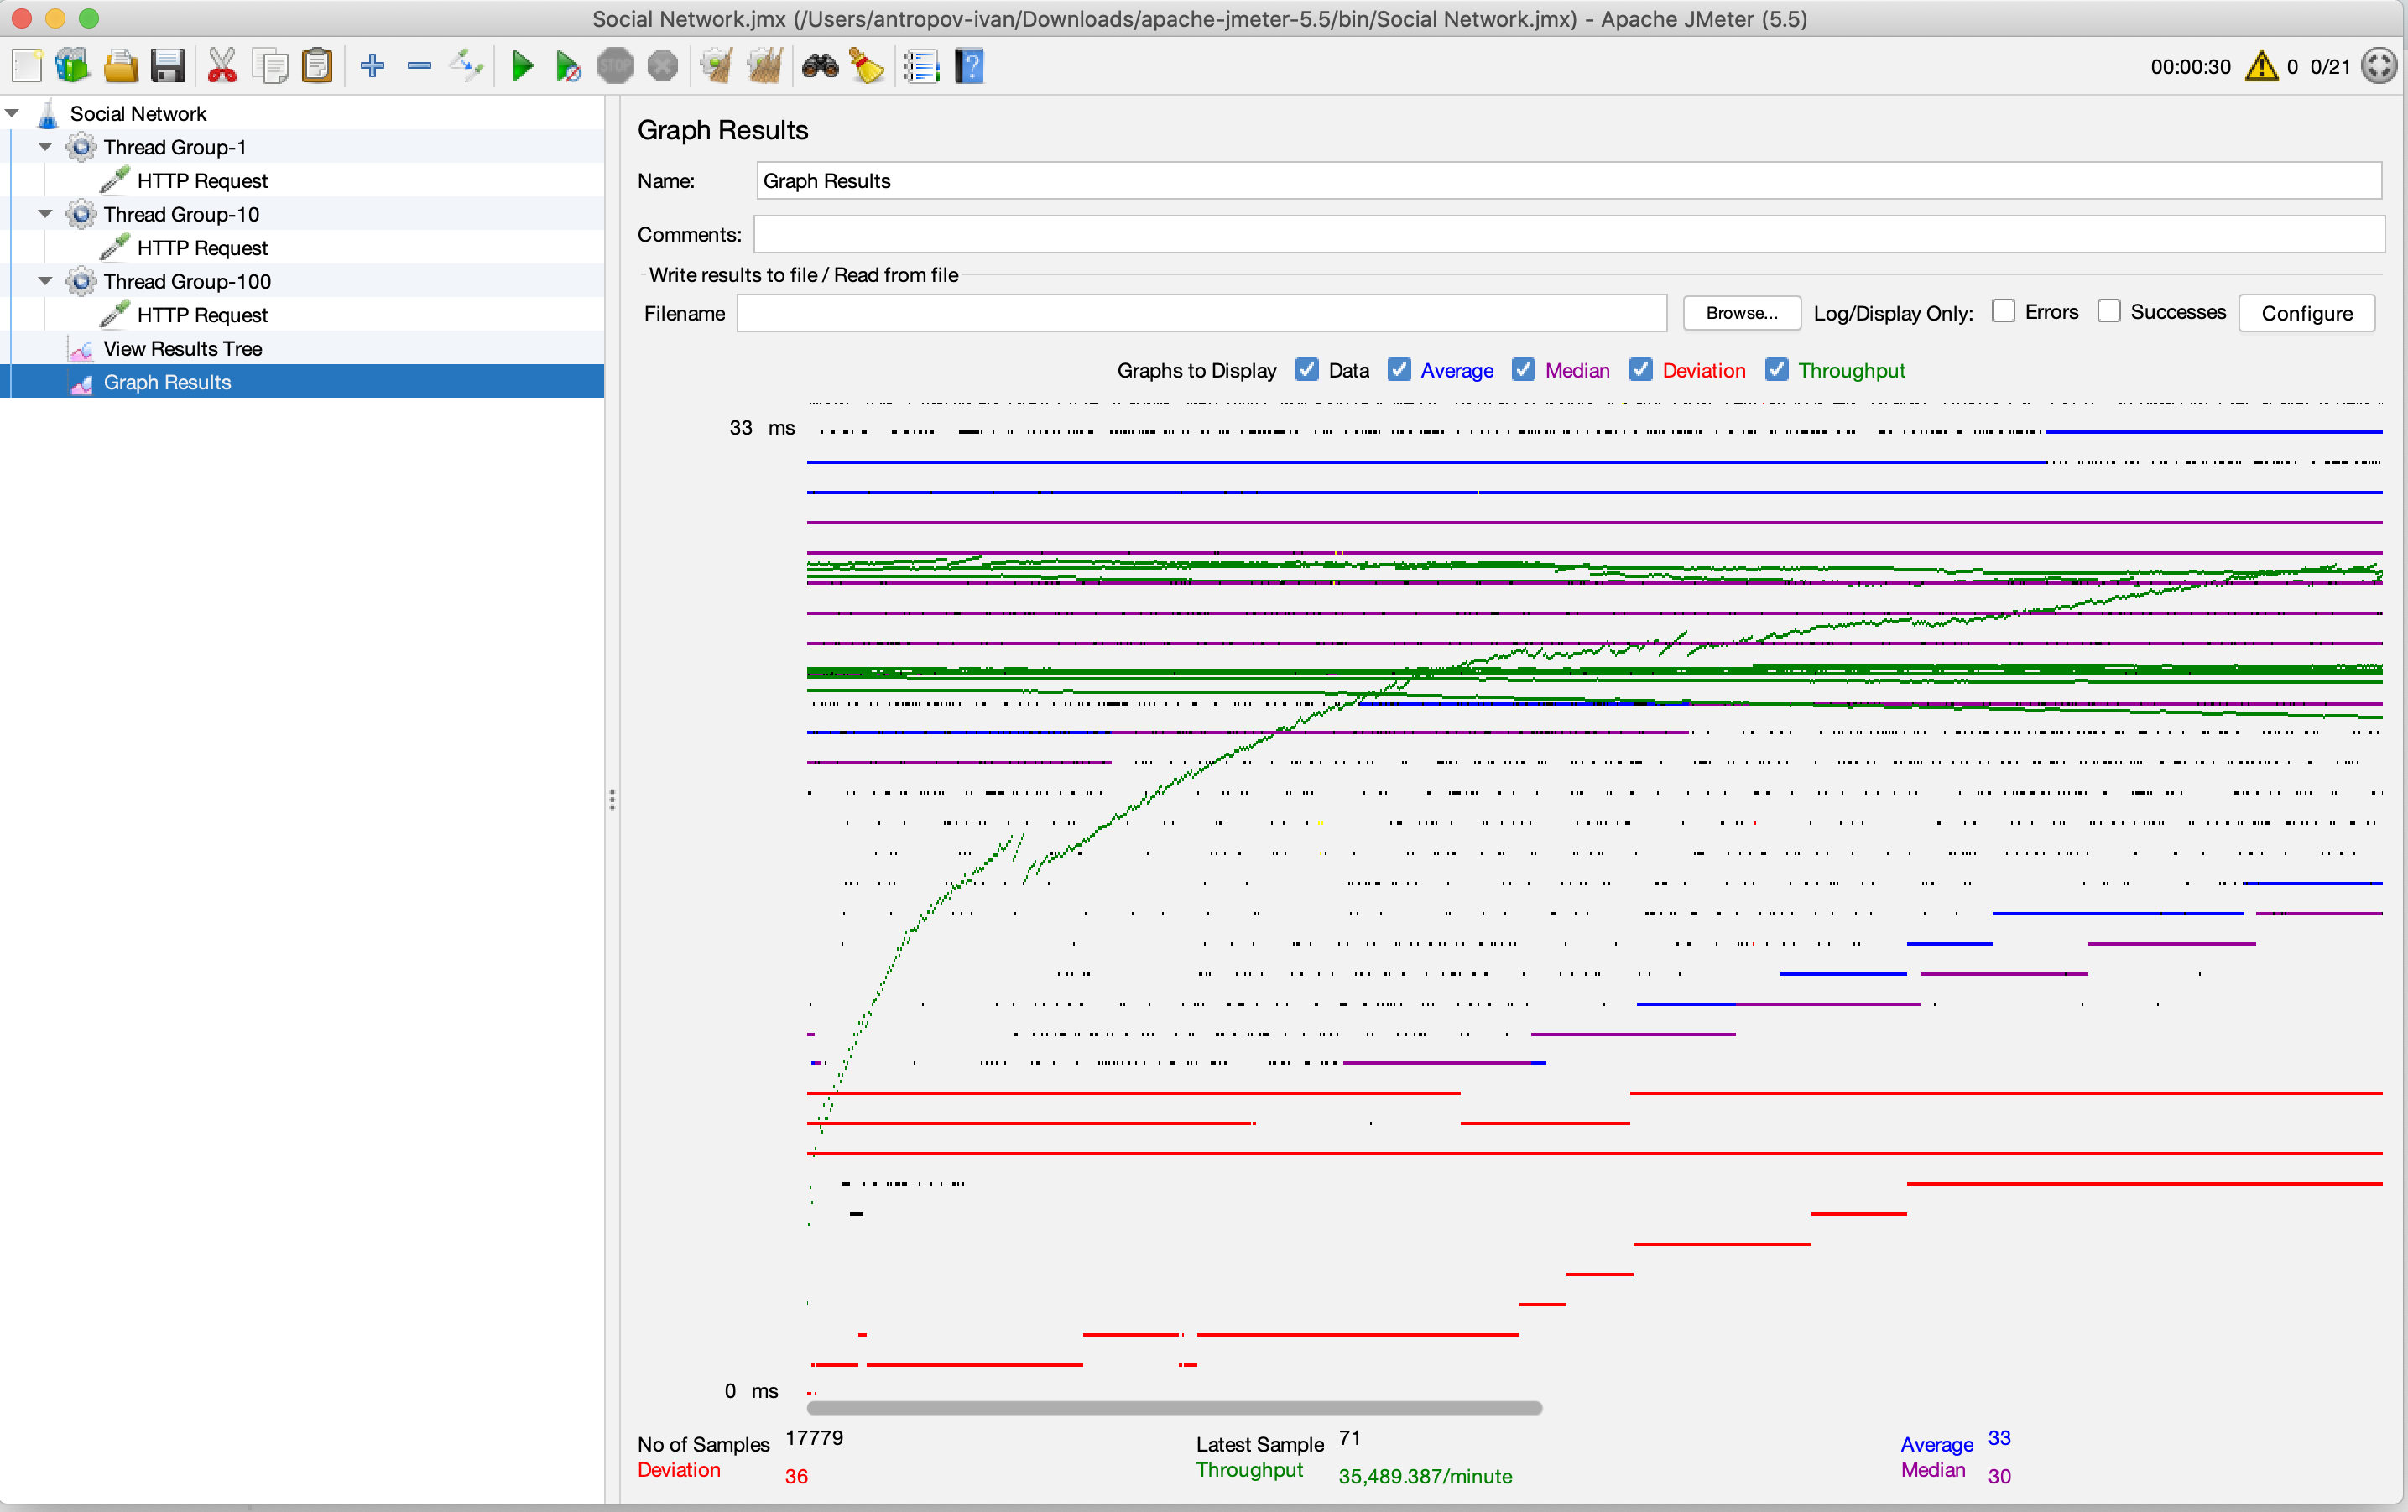 Social Network.jmx (/Users/antropov-ivan/Downloads/apache-jmeter-5.5/bin/Social Network.jmx) - Apache JMeter (5.5)
STOP
?
00:00:30 0 0/21
Social Network
Thread Group-1
HTTP Request
Thread Group-10
HTTP Request
Thread Group-100
HTTP Request
View Results Tree
Graph Results
Graph Results
Name: Graph Results
Comments:
Write results to file / Read from file
Filename Browse... Log/Display Only: Errors Successes Configure
Graphs to Display Data Average Median Deviation Throughput
33 ms
0 ms
No of Samples 17779 Latest Sample 71 Average 33
Deviation 36 Throughput 35,489.387/minute Median 30